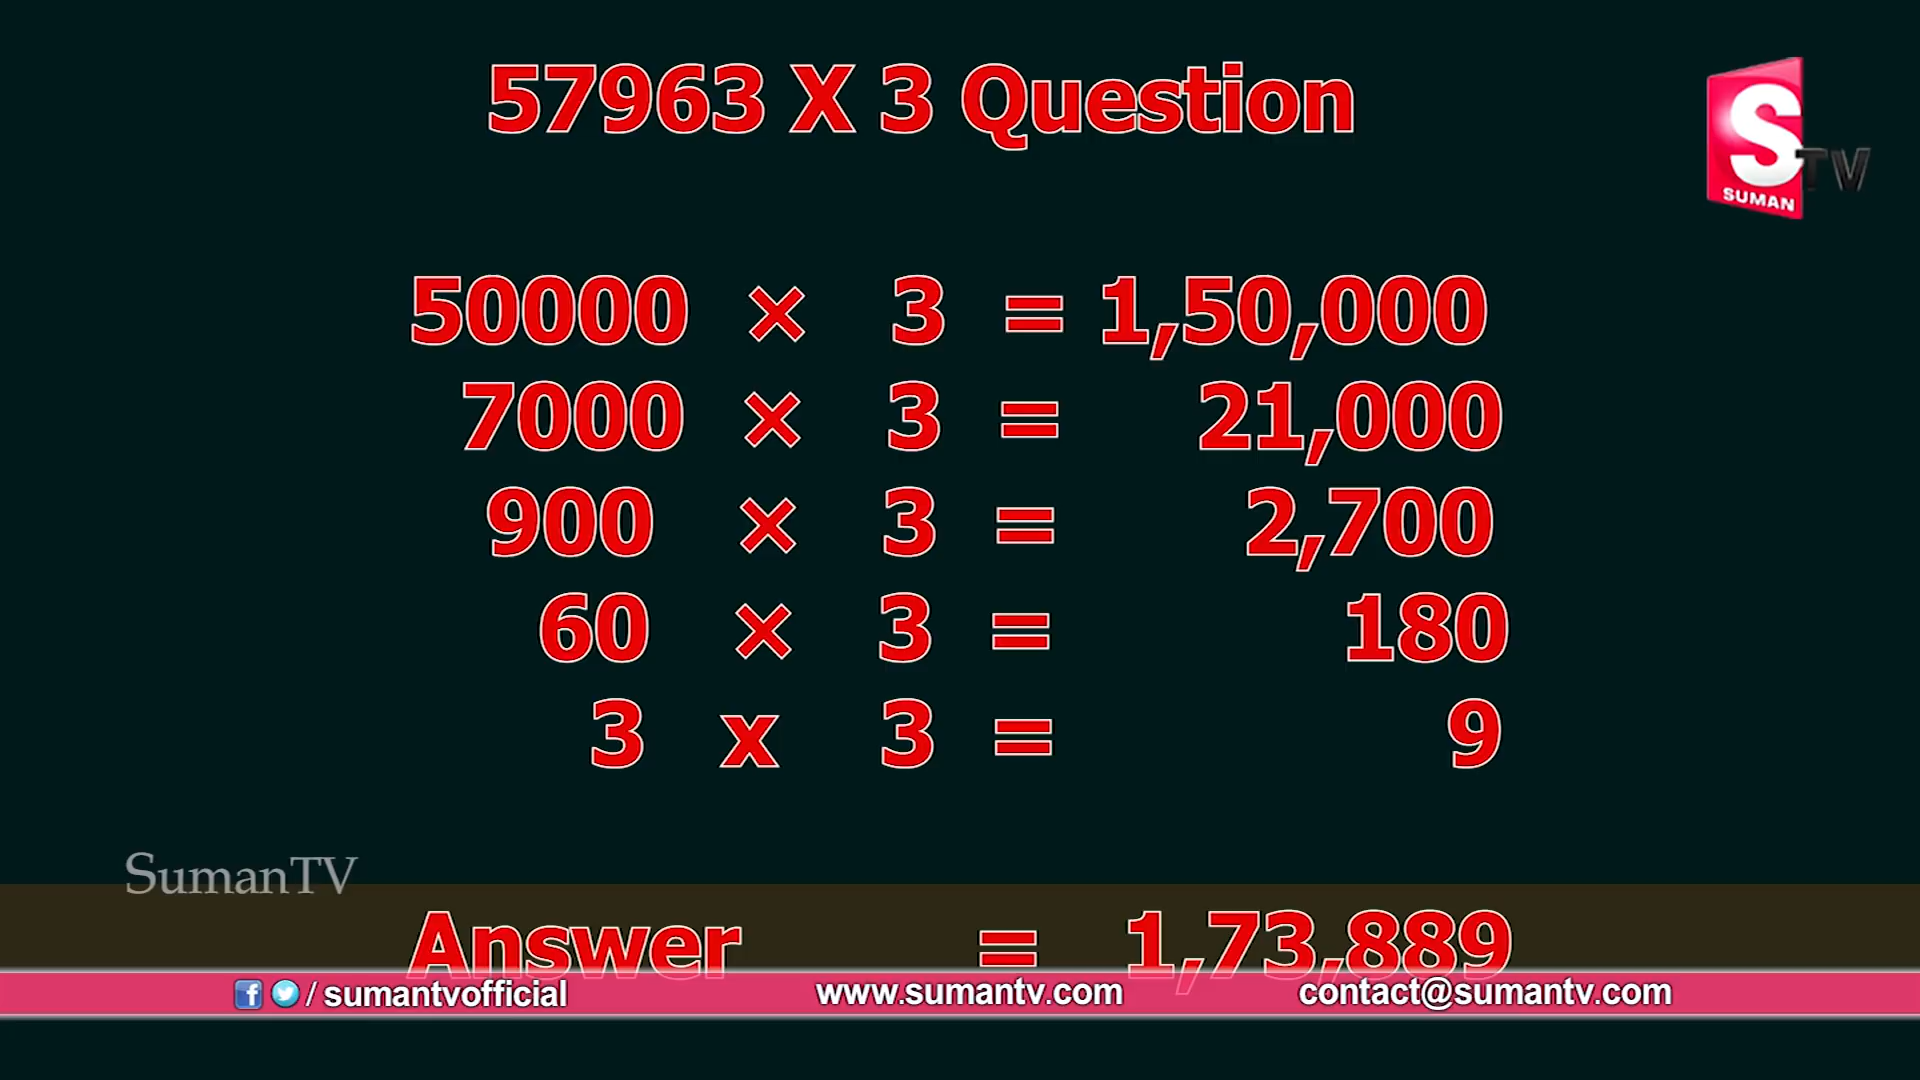 57963 X 3 Question
S TV
SUMAN
50000 × 3 = 1,50,000
7000 × 3 = 21,000
900 × 3 = 2,700
60 × 3 = 180
3 x 3 = 9
SumanTV
Answer = 1,73,889
/ sumantvofficial www.sumantv.com contact@sumantv.com